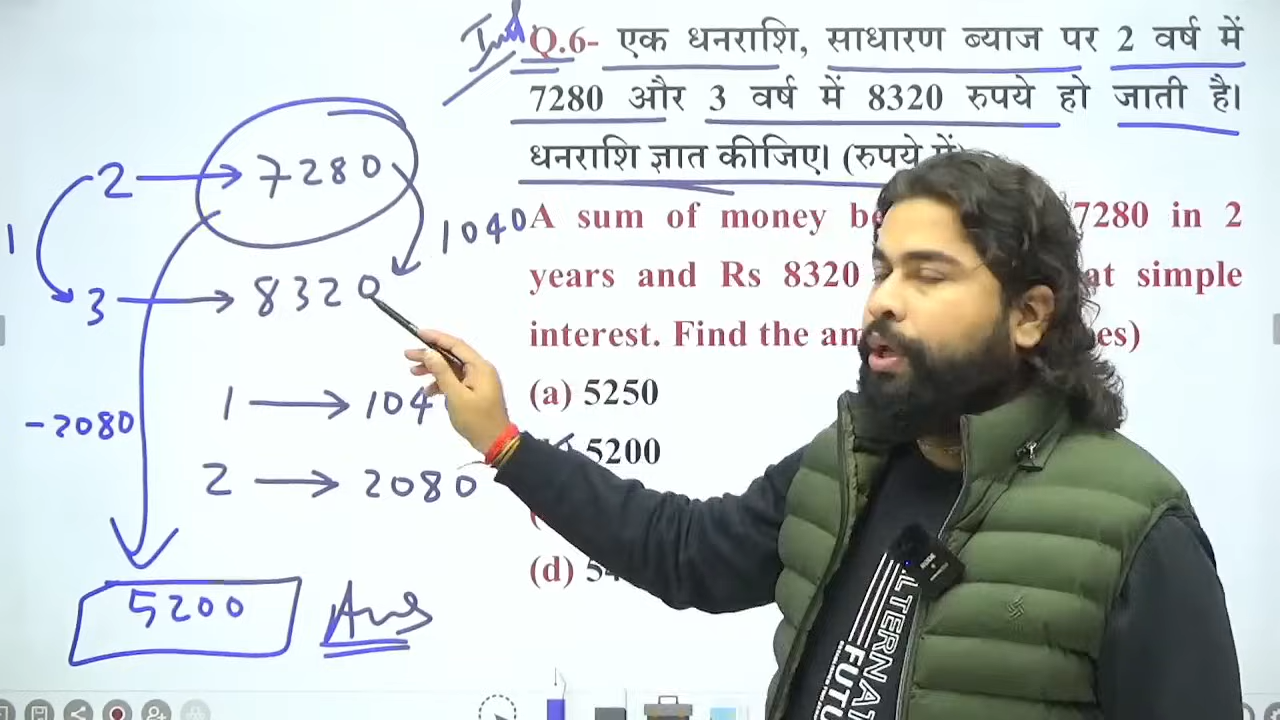 Q.6- एक धनराशि, साधारण ब्याज पर 2 वर्ष में
7280 और 3 वर्ष में 8320 रुपये हो जाती है।
धनराशि ज्ञात कीजिए। (रुपये में)
A sum of money 7280 in 2
years and Rs 8320 at simple
interest. Find the
(a) 5250
5200
(d)
2 → 7280
1
1040
3 → 8320
1 → 104
-2080
2 → 2080
5200 Ans
FUTU